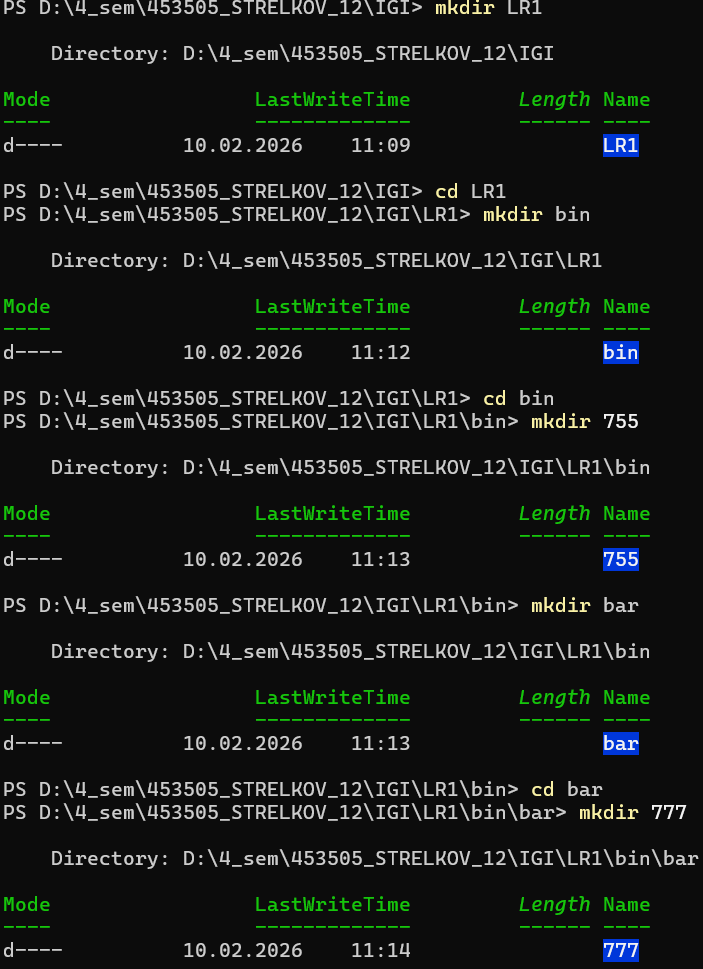 PS D:\4_sem\453505_STRELKOV_12\IGI> mkdir LR1
Directory: D:\4_sem\453505_STRELKOV_12\IGI
Mode LastWriteTime Length Name
---- ------------- ------ ----
d---- 10.02.2026 11:09 LR1
PS D:\4_sem\453505_STRELKOV_12\IGI> cd LR1
PS D:\4_sem\453505_STRELKOV_12\IGI\LR1> mkdir bin
Directory: D:\4_sem\453505_STRELKOV_12\IGI\LR1
Mode LastWriteTime Length Name
---- ------------- ------ ----
d---- 10.02.2026 11:12 bin
PS D:\4_sem\453505_STRELKOV_12\IGI\LR1> cd bin
PS D:\4_sem\453505_STRELKOV_12\IGI\LR1\bin> mkdir 755
Directory: D:\4_sem\453505_STRELKOV_12\IGI\LR1\bin
Mode LastWriteTime Length Name
---- ------------- ------ ----
d---- 10.02.2026 11:13 755
PS D:\4_sem\453505_STRELKOV_12\IGI\LR1\bin> mkdir bar
Directory: D:\4_sem\453505_STRELKOV_12\IGI\LR1\bin
Mode LastWriteTime Length Name
---- ------------- ------ ----
d---- 10.02.2026 11:13 bar
PS D:\4_sem\453505_STRELKOV_12\IGI\LR1\bin> cd bar
PS D:\4_sem\453505_STRELKOV_12\IGI\LR1\bin\bar> mkdir 777
Directory: D:\4_sem\453505_STRELKOV_12\IGI\LR1\bin\bar
Mode LastWriteTime Length Name
---- ------------- ------ ----
d---- 10.02.2026 11:14 777